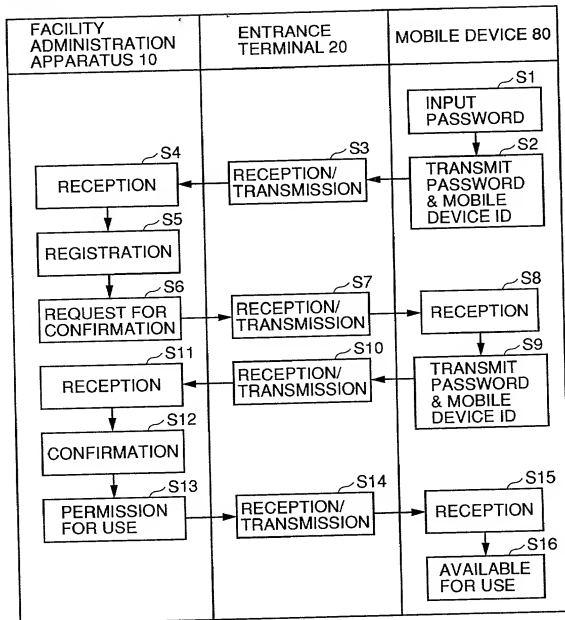 FACILITY
ADMINISTRATION
APPARATUS 10
ENTRANCE
TERMINAL 20
MOBILE DEVICE 80
S1
INPUT
PASSWORD
S2
TRANSMIT
PASSWORD
& MOBILE
DEVICE ID
S3
RECEPTION/
TRANSMISSION
S4
RECEPTION
S5
REGISTRATION
S6
REQUEST FOR
CONFIRMATION
S7
RECEPTION/
TRANSMISSION
S8
RECEPTION
S9
TRANSMIT
PASSWORD
& MOBILE
DEVICE ID
S10
RECEPTION/
TRANSMISSION
S11
RECEPTION
S12
CONFIRMATION
S13
PERMISSION
FOR USE
S14
RECEPTION/
TRANSMISSION
S15
RECEPTION
S16
AVAILABLE
FOR USE